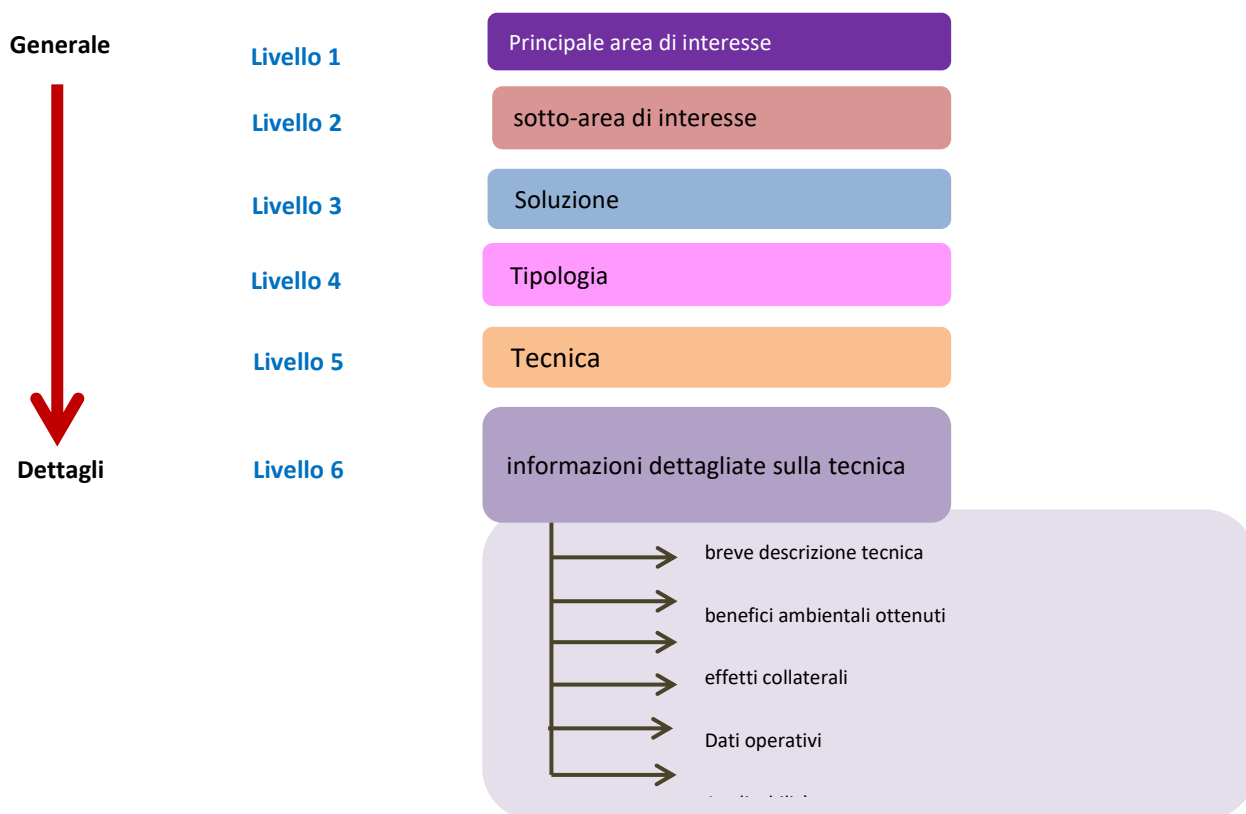 Generale
Livello 1
Principale area di interesse
Livello 2
sotto-area di interesse
Livello 3
Soluzione
Livello 4
Tipologia
Livello 5
Tecnica
Dettagli
Livello 6
informazioni dettagliate sulla tecnica
breve descrizione tecnica
benefici ambientali ottenuti
effetti collaterali
Dati operativi